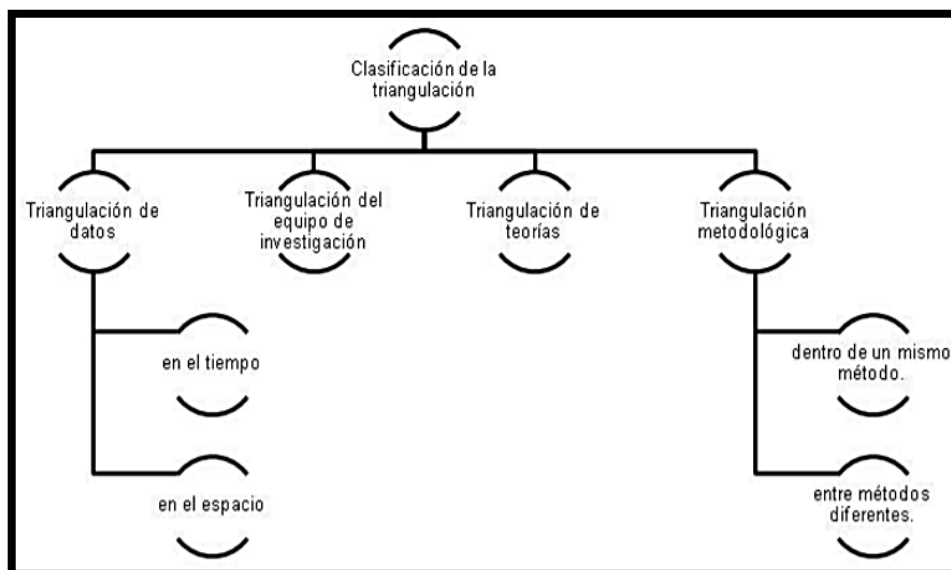 Clasificación de la
triangulación
Triangulación de
datos
Triangulación del
equipo de
investigación
Triangulación de
teorías
Triangulación
metodológica
en el tiempo
en el espacio
dentro de un mismo
método.
entre métodos
diferentes.